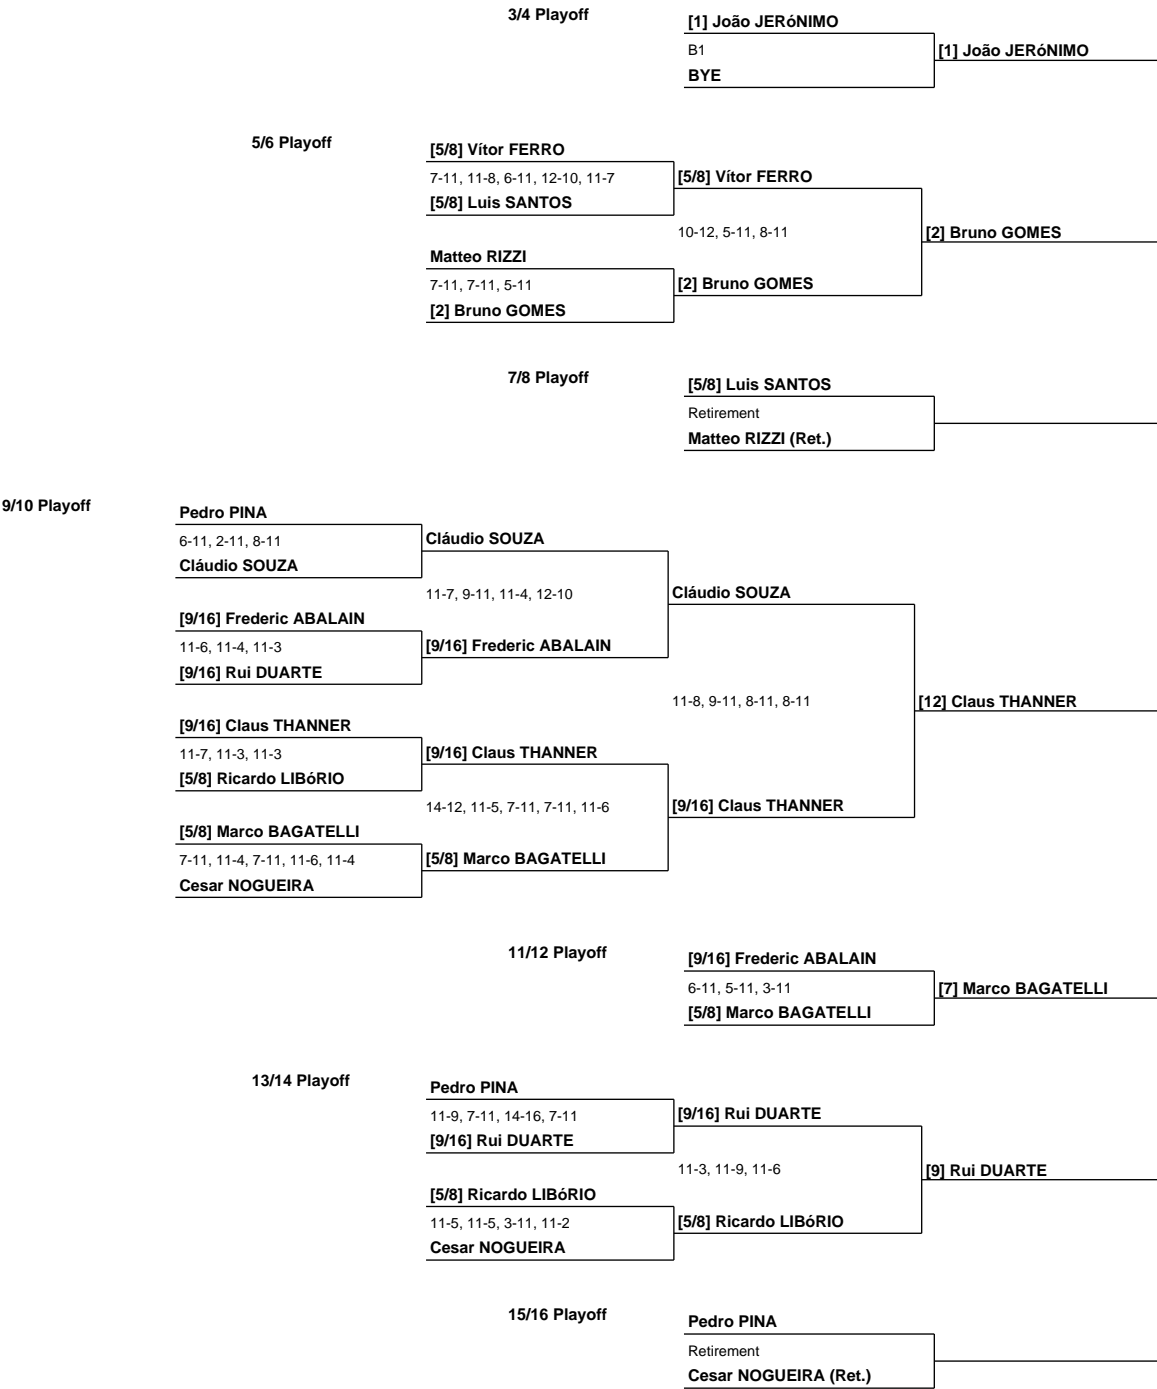 3/4 Playoff
[1] João JERóNIMO
B1
[1] João JERóNIMO
BYE
5/6 Playoff
[5/8] Vítor FERRO
7-11, 11-8, 6-11, 12-10, 11-7
[5/8] Vítor FERRO
[5/8] Luis SANTOS
10-12, 5-11, 8-11
[2] Bruno GOMES
Matteo RIZZI
7-11, 7-11, 5-11
[2] Bruno GOMES
[2] Bruno GOMES
7/8 Playoff
[5/8] Luis SANTOS
Retirement
Matteo RIZZI (Ret.)
9/10 Playoff
Pedro PINA
6-11, 2-11, 8-11
Cláudio SOUZA
Cláudio SOUZA
11-7, 9-11, 11-4, 12-10
Cláudio SOUZA
[9/16] Frederic ABALAIN
11-6, 11-4, 11-3
[9/16] Frederic ABALAIN
[9/16] Rui DUARTE
11-8, 9-11, 8-11, 8-11
[12] Claus THANNER
[9/16] Claus THANNER
11-7, 11-3, 11-3
[9/16] Claus THANNER
[5/8] Ricardo LIBóRIO
14-12, 11-5, 7-11, 7-11, 11-6
[9/16] Claus THANNER
[5/8] Marco BAGATELLI
7-11, 11-4, 7-11, 11-6, 11-4
[5/8] Marco BAGATELLI
Cesar NOGUEIRA
11/12 Playoff
[9/16] Frederic ABALAIN
6-11, 5-11, 3-11
[7] Marco BAGATELLI
[5/8] Marco BAGATELLI
13/14 Playoff
Pedro PINA
11-9, 7-11, 14-16, 7-11
[9/16] Rui DUARTE
[9/16] Rui DUARTE
11-3, 11-9, 11-6
[9] Rui DUARTE
[5/8] Ricardo LIBóRIO
11-5, 11-5, 3-11, 11-2
[5/8] Ricardo LIBóRIO
Cesar NOGUEIRA
15/16 Playoff
Pedro PINA
Retirement
Cesar NOGUEIRA (Ret.)